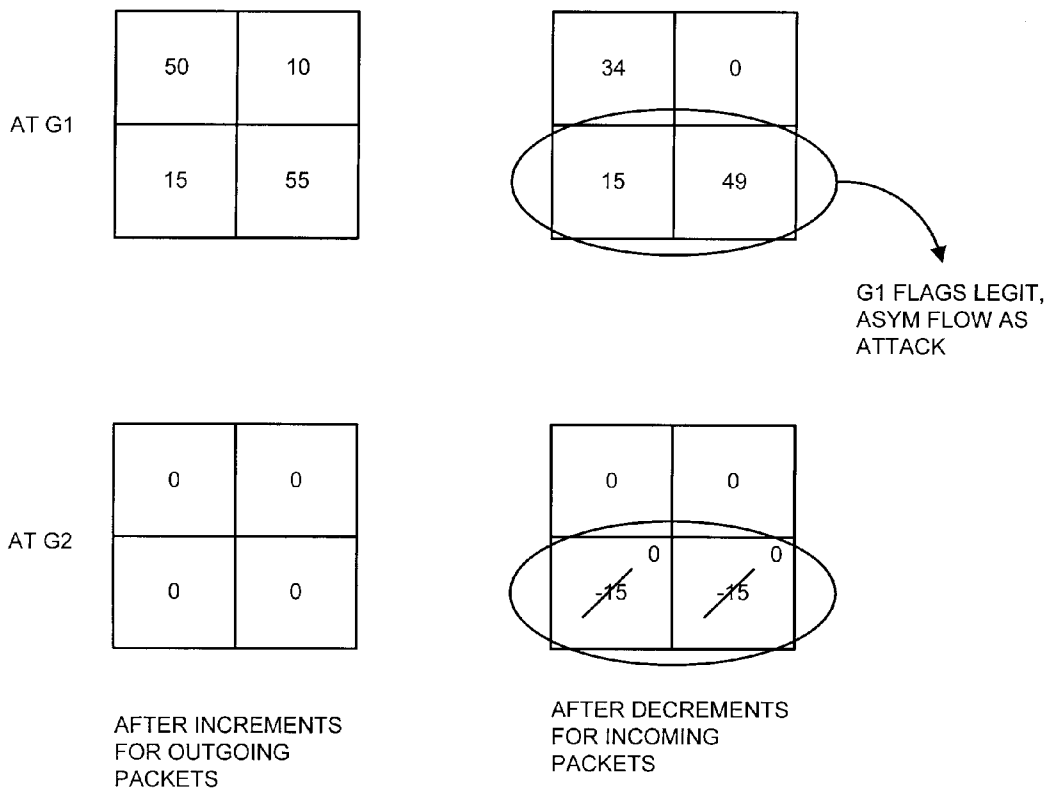 50 10
34 0
AT G1
15 55
15 49
G1 FLAGS LEGIT,
ASYM FLOW AS
ATTACK
0 0
0 0
AT G2
0 0
0 0
-15 -15
AFTER INCREMENTS
FOR OUTGOING
PACKETS
AFTER DECREMENTS
FOR INCOMING
PACKETS